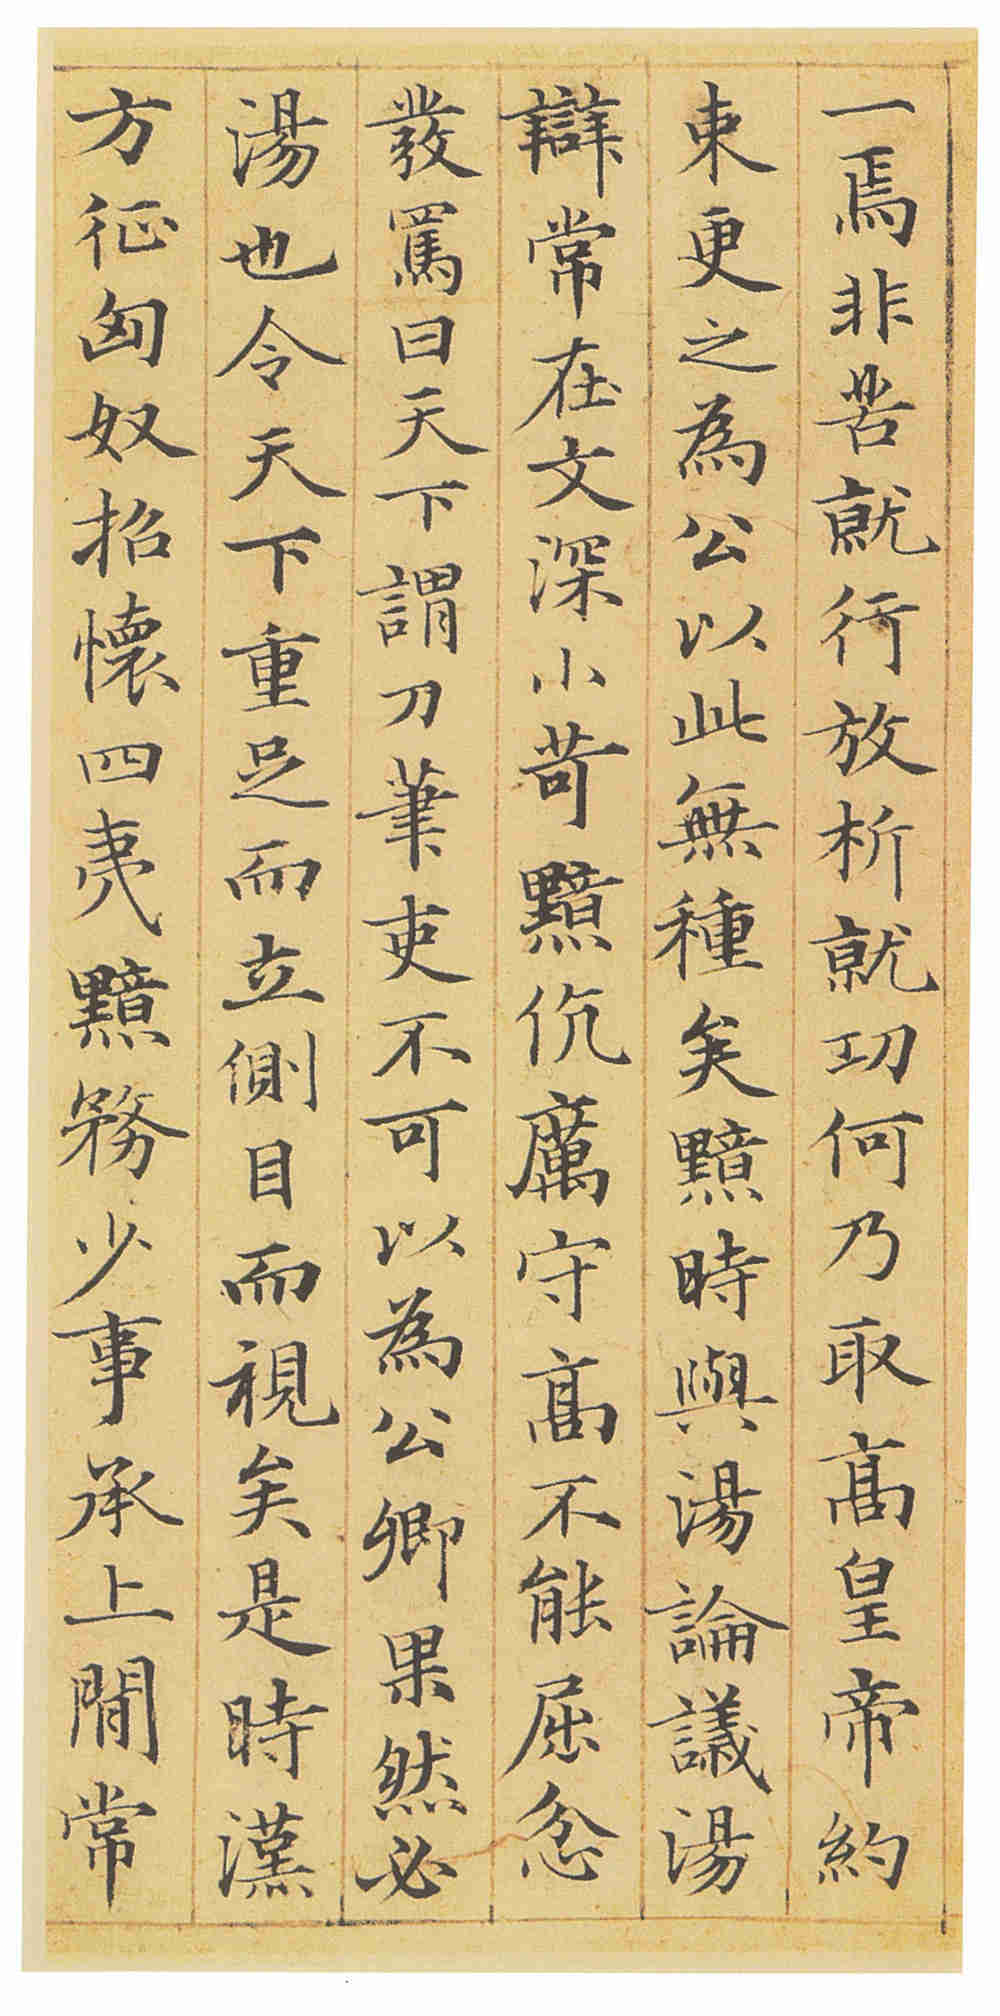 一焉非苦就行放析就功何乃取髙皇帝約
束更之為公以此無種矣黯時與湯論議湯
辯常在文深小苛黯伉厲守髙不能屈忿
發罵曰天下謂刀筆吏不可以為公卿果然必
湯也令天下重足而立側目而視矣是時漢
方征匈奴招懷四夷黯務少事承上間常